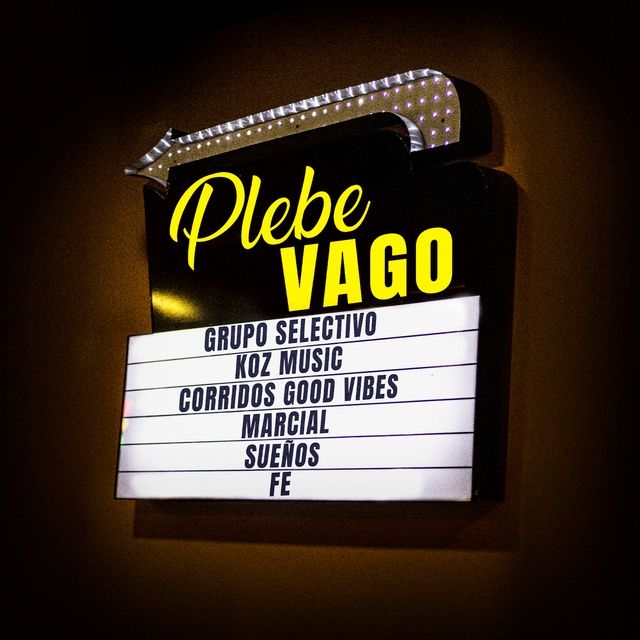 Plebe
VAGO
GRUPO SELECTIVO
KOZ MUSIC
CORRIDOS GOOD VIBES
MARCIAL
SUEÑOS
FE